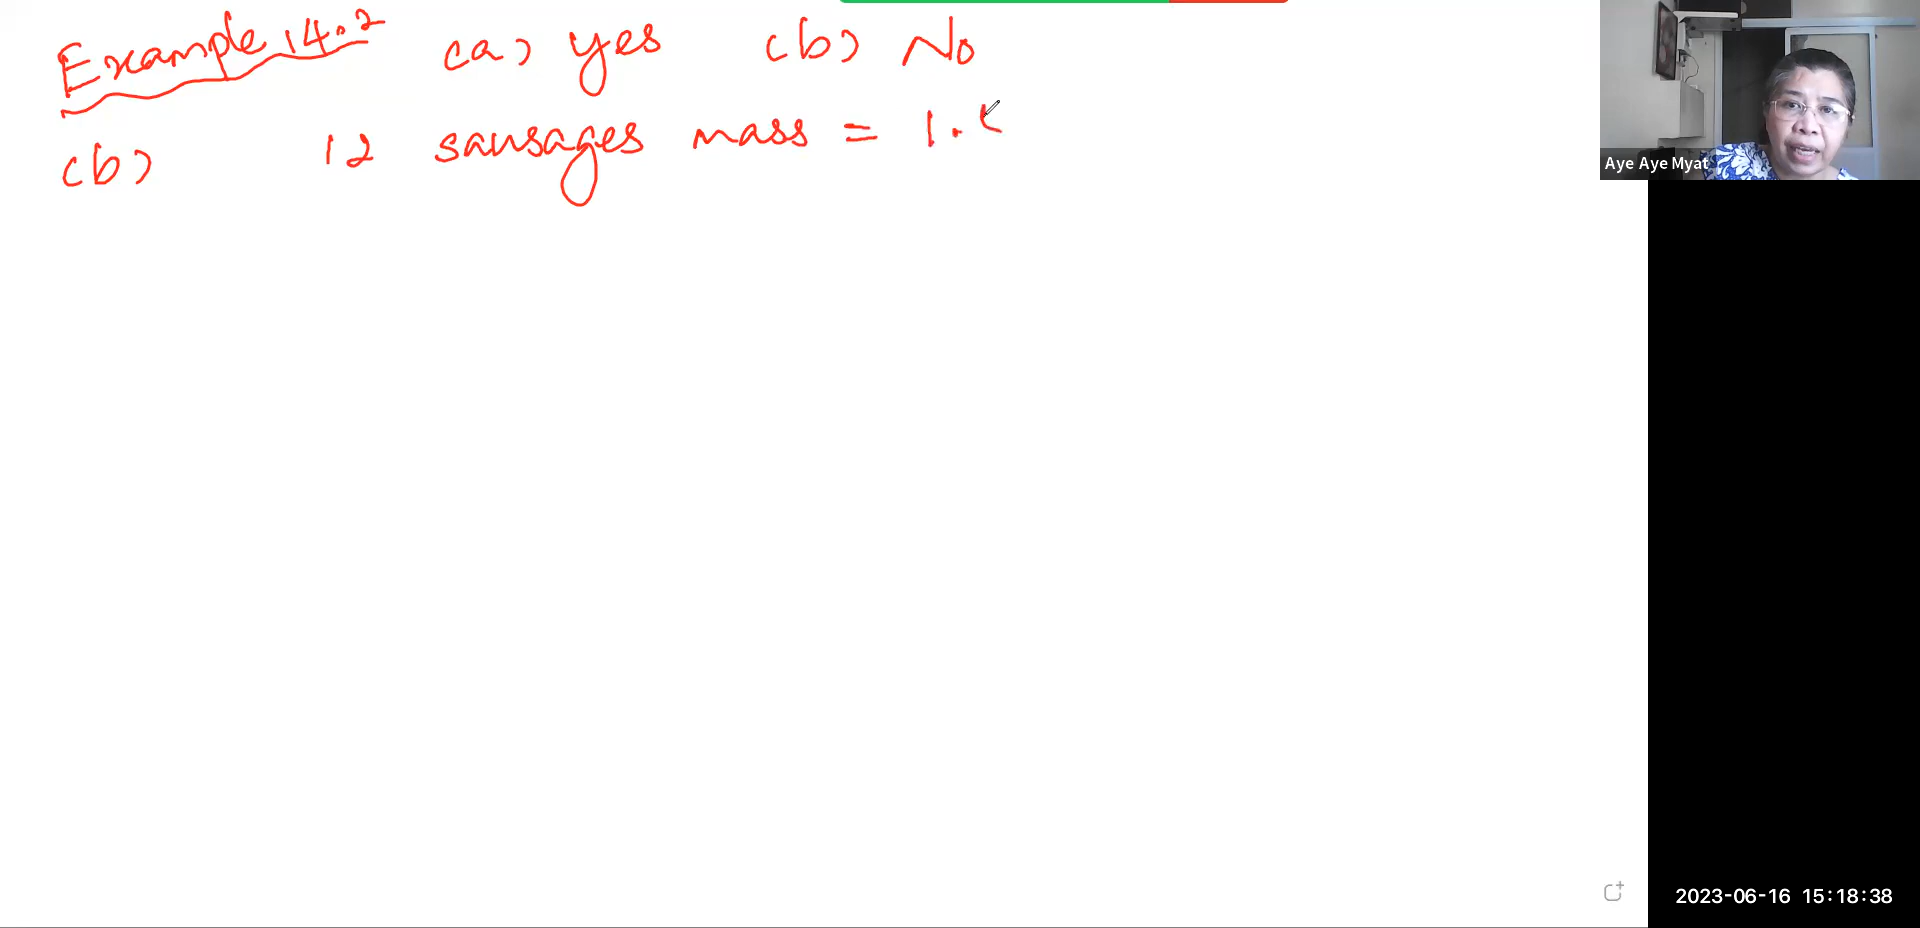 Example 14.2 (a) yes (b) No
(b) 12 sausages mass = 1.
Aye Aye Myat
2023-06-16 15:18:38